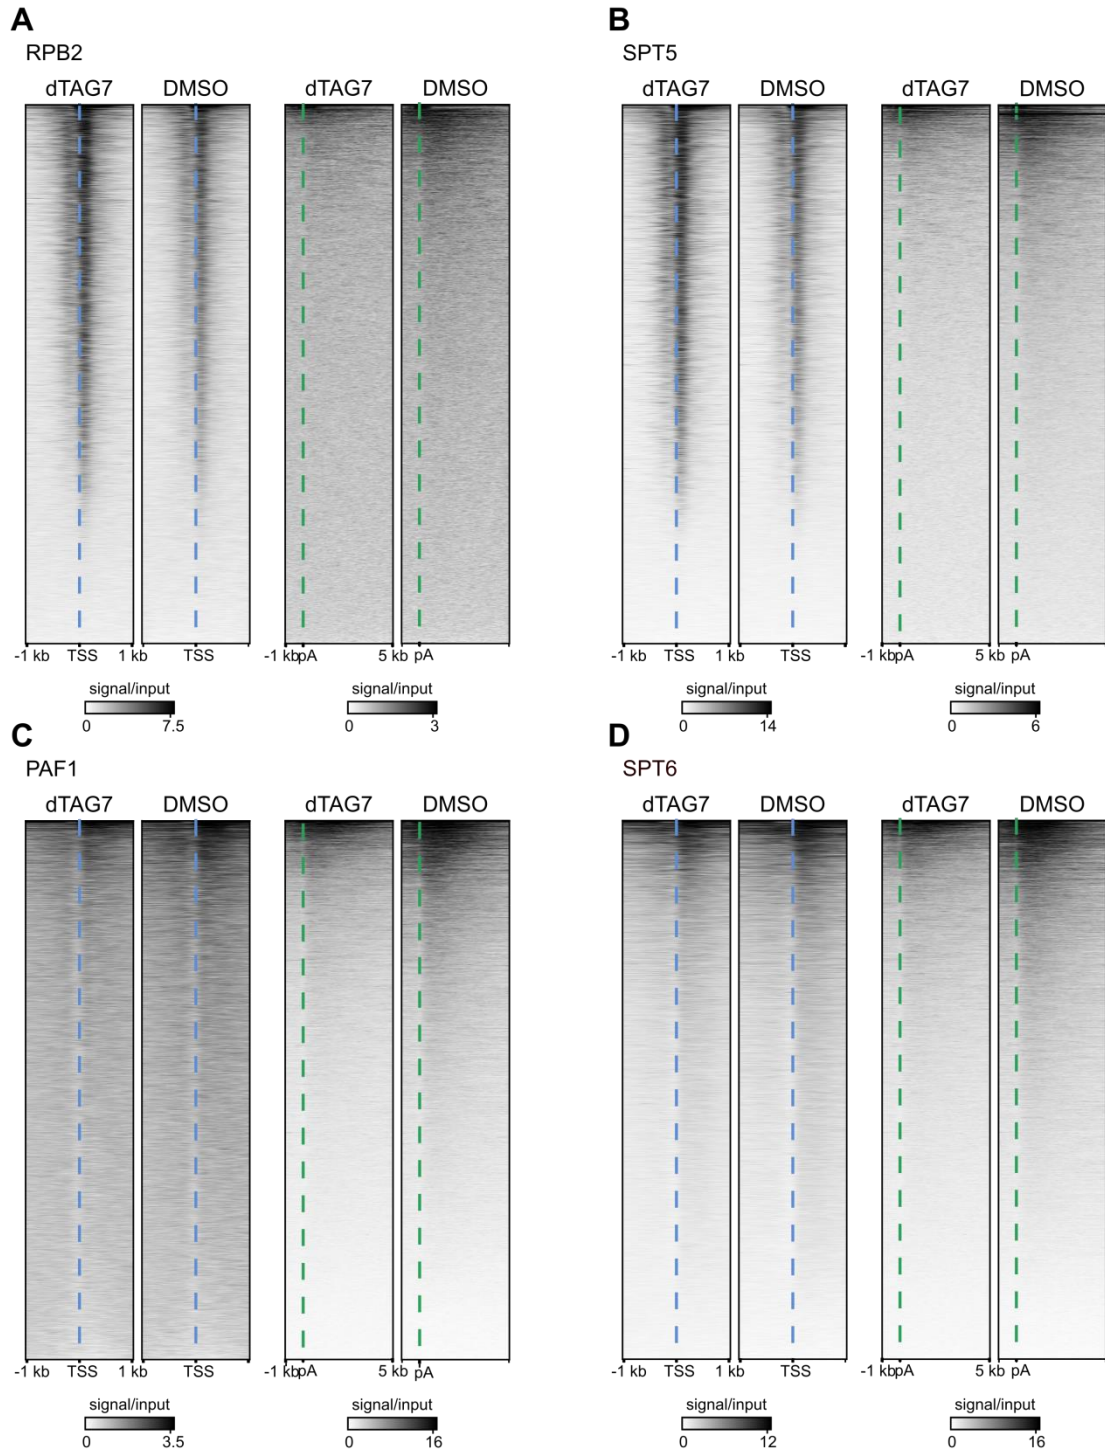 A B
RPB2 SPT5
dTAG7 DMSO dTAG7 DMSO dTAG7 DMSO dTAG7 DMSO
-1 kb TSS 1 kb TSS -1 kb pA 5 kb pA -1 kb TSS 1 kb TSS -1 kb pA 5 kb pA
signal/input signal/input signal/input signal/input
0 7.5 0 3 0 14 0 6
C D
PAF1 SPT6
dTAG7 DMSO dTAG7 DMSO dTAG7 DMSO dTAG7 DMSO
-1 kb TSS 1 kb TSS -1 kb pA 5 kb pA -1 kb TSS 1 kb TSS -1 kb pA 5 kb pA
signal/input signal/input signal/input signal/input
0 3.5 0 16 0 12 0 16